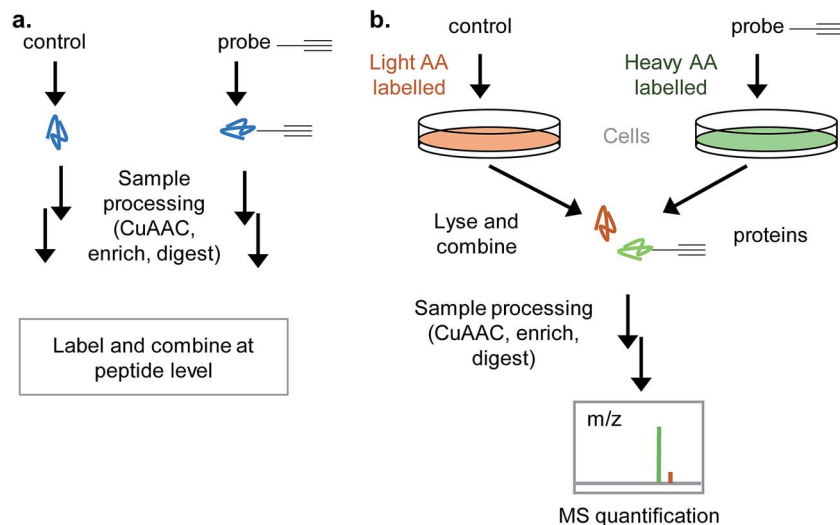 a.
control
probe
Sample
processing
(CuAAC,
enrich, digest)
Label and combine at
peptide level
b.
control
probe
Light AA
labelled
Heavy AA
labelled
Cells
Lyse and
combine
proteins
Sample processing
(CuAAC, enrich,
digest)
m/z
MS quantification